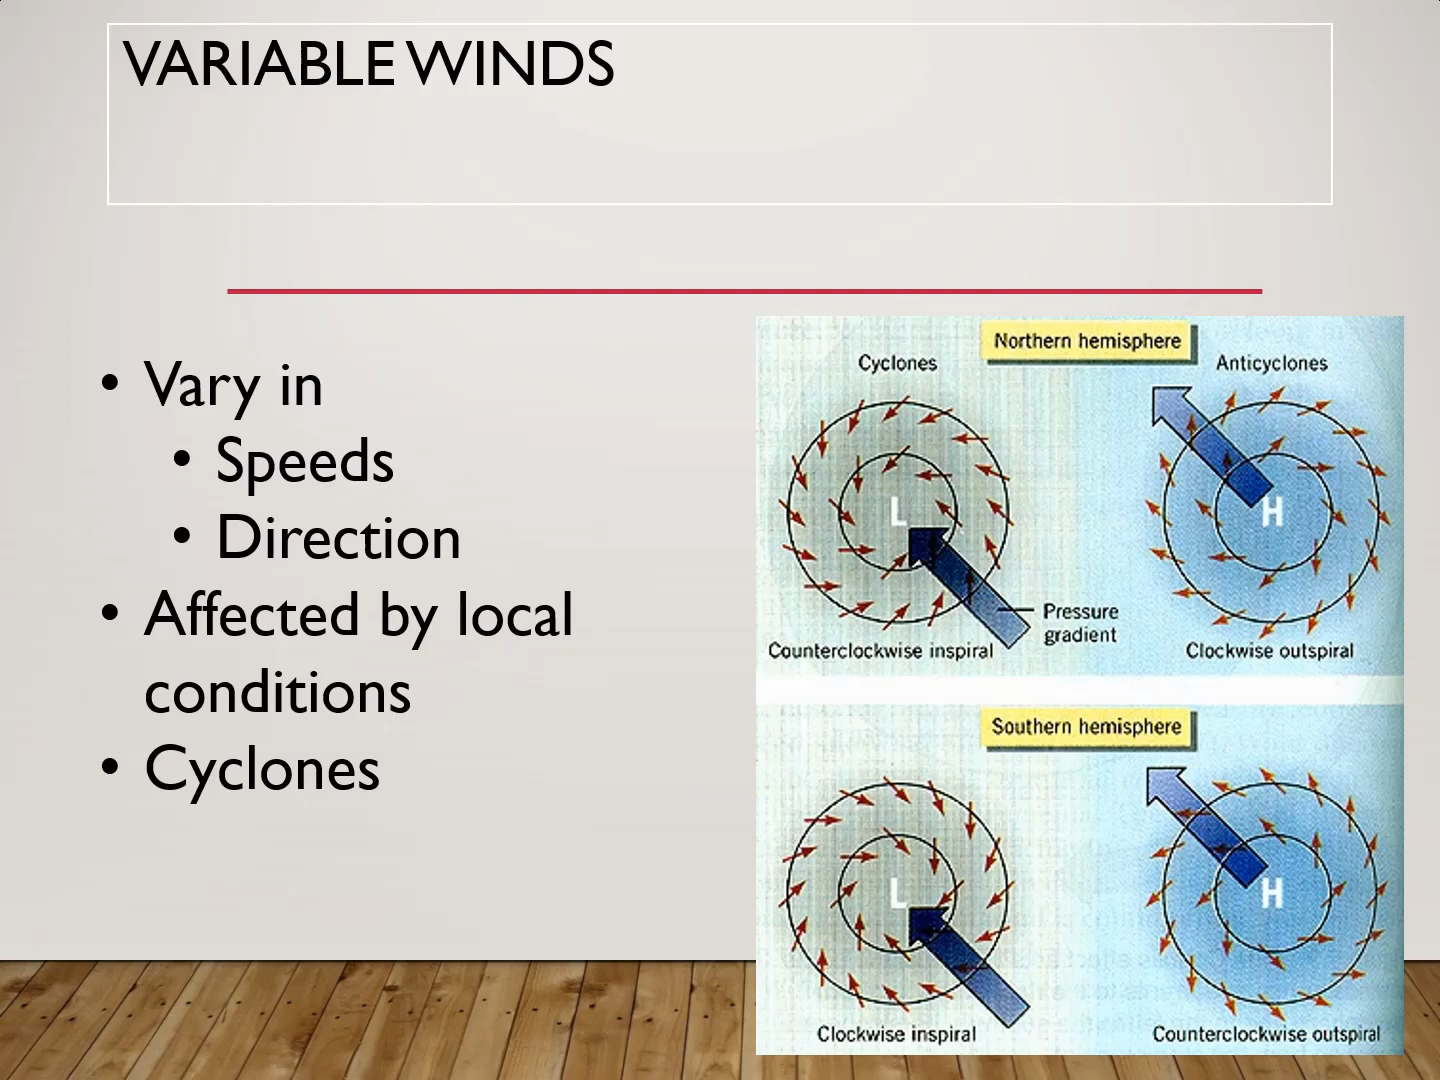 VARIABLE WINDS
• Vary in
• Speeds
• Direction
• Affected by local
conditions
• Cyclones
Northern hemisphere
Cyclones
Anticyclones
L
H
Pressure
gradient
Counterclockwise inspiral
Clockwise outspiral
Southern hemisphere
L
H
Clockwise inspiral
Counterclockwise outspiral